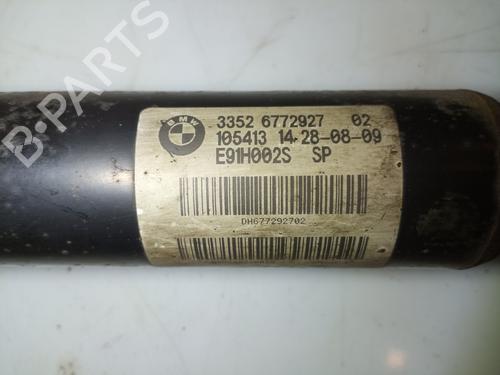 BMW
3352 6772927 02
105413 14-28-08-09
E91H002S SP
DH677292702
B-PARTS